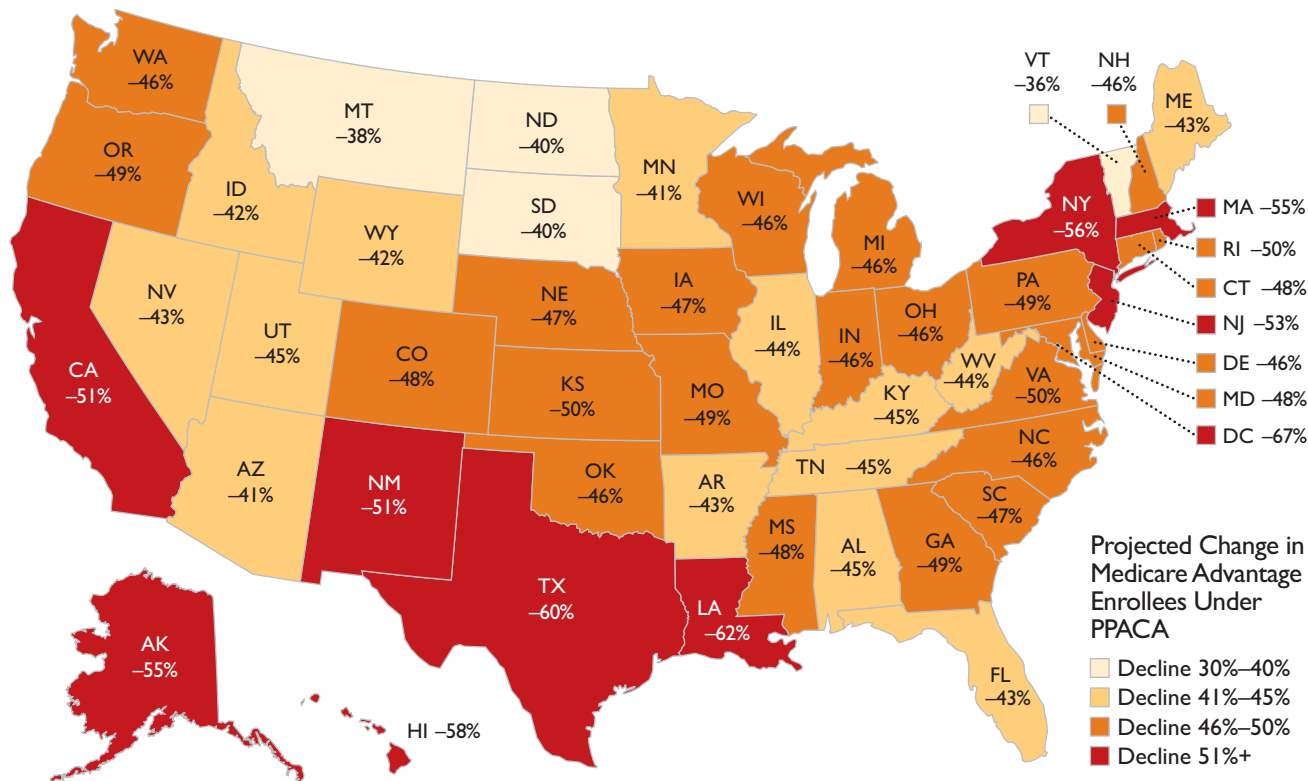 WA
–46%
OR
–49%
CA
–51%
ID
–42%
NV
–43%
MT
–38%
WY
–42%
UT
–45%
AZ
–41%
CO
–48%
NM
–51%
ND
–40%
SD
–40%
NE
–47%
KS
–50%
OK
–46%
TX
–60%
MN
–41%
IA
–47%
MO
–49%
AR
–43%
LA
–62%
WI
–46%
IL
–44%
MI
–46%
IN
–46%
OH
–46%
KY
–45%
TN –45%
MS
–48%
AL
–45%
GA
–49%
FL
–43%
SC
–47%
NC
–46%
VA
–50%
WV
–44%
PA
–49%
NY
–56%
VT
–36%
NH
–46%
ME
–43%
MA –55%
RI –50%
CT –48%
NJ –53%
DE –46%
MD –48%
DC –67%
AK
–55%
HI –58%
Projected Change in
Medicare Advantage
Enrollees Under
PPACA
Decline 30%–40%
Decline 41%–45%
Decline 46%–50%
Decline 51%+